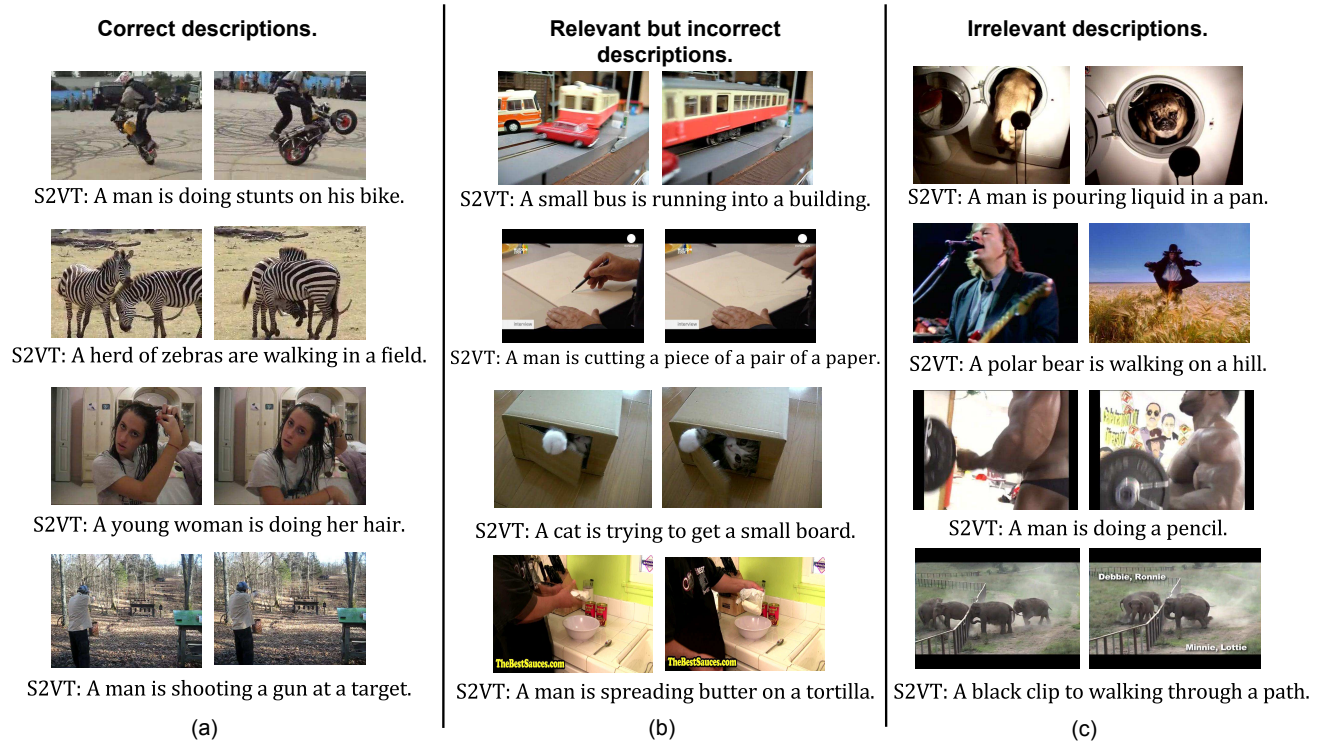 Correct descriptions.
S2VT: A man is doing stunts on his bike.
S2VT: A herd of zebras are walking in a field.
S2VT: A young woman is doing her hair.
S2VT: A man is shooting a gun at a target.
(a)
Relevant but incorrect
descriptions.
S2VT: A small bus is running into a building.
interview
S2VT: A man is cutting a piece of a pair of a paper.
S2VT: A cat is trying to get a small board.
TheBestSauces.com
TheBestSauces.com
S2VT: A man is spreading butter on a tortilla.
(b)
Irrelevant descriptions.
S2VT: A man is pouring liquid in a pan.
S2VT: A polar bear is walking on a hill.
S2VT: A man is doing a pencil.
Debbie, Ronnie
Minnie, Lottie
S2VT: A black clip to walking through a path.
(c)